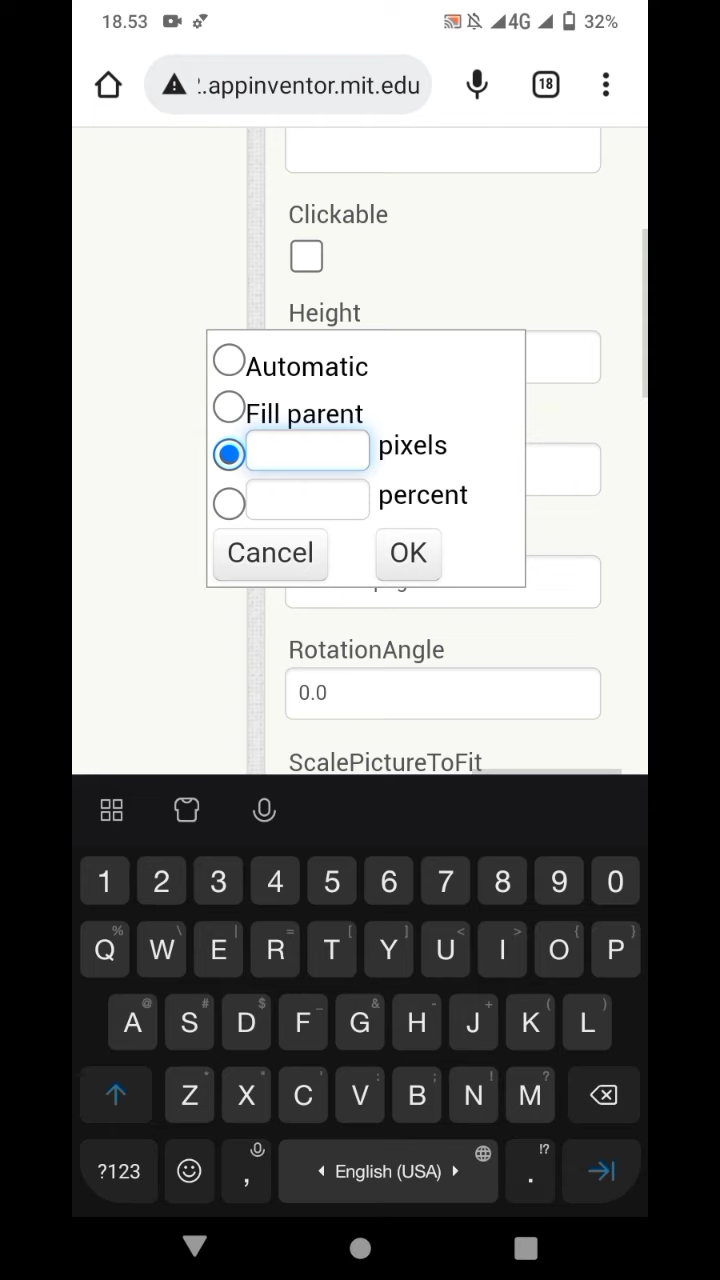 18.53 4G 32%
.appinventor.mit.edu 18
Clickable
Height
Automatic
Fill parent
pixels
percent
Cancel OK
RotationAngle
0.0
ScalePictureToFit
1 2 3 4 5 6 7 8 9 0
% \ | = [ ] < > { }
Q W E R T Y U I O P
@ # $ _ & - + ( )
A S D F G H J K L
* " ' : ; ! ?
Z X C V B N M
?123 , English (USA) . !?